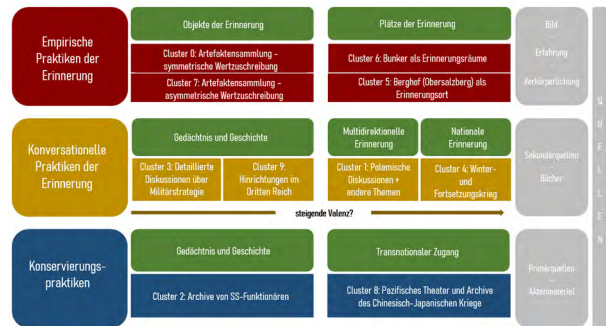 Empirische
Praktiken der
Erinnerung
Objekte der Erinnerung
Cluster 0: Artefaktensammlung –
symmetrische Wertzuschreibung
Cluster 7: Artefaktensammlung –
asymmetrische Wertzuschreibung
Plätze der Erinnerung
Cluster 6: Bunker als Erinnerungsräume
Cluster 5: Berghof (Obersalzberg) als
Erinnerungsort
Bild
Erfahrung
Verkörperlichung
Konversationelle
Praktiken der
Erinnerung
Gedächtnis und Geschichte
Cluster 3: Detaillierte
Diskussionen über
Militärstrategie
Cluster 9:
Hinrichtungen im
Dritten Reich
Multidirektionelle
Erinnerung
Cluster 1: Polemische
Diskussionen +
andere Themen
Nationale
Erinnerung
Cluster 4: Winter-
und
Fortsetzungskrieg
Sekundärquellen
Bücher
steigende Valenz?
Konservierungs-
praktiken
Gedächtnis und Geschichte
Cluster 2: Archive von SS-Funktionären
Transnationaler Zugang
Cluster 8: Pazifisches Theater und Archive
des Chinesisch-Japanischen Kriege
Primärquellen
Aktenmaterial
QUELLEN